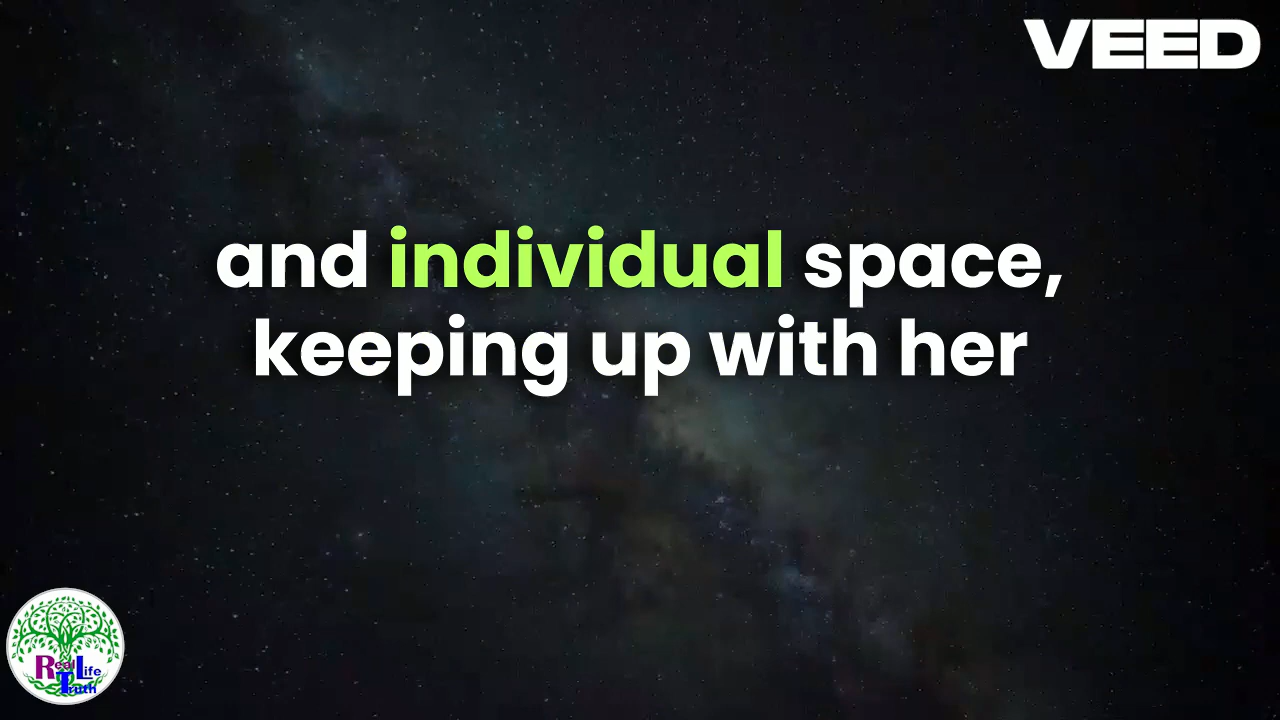 VEED
and individual space,
keeping up with her
Real Life
Truth